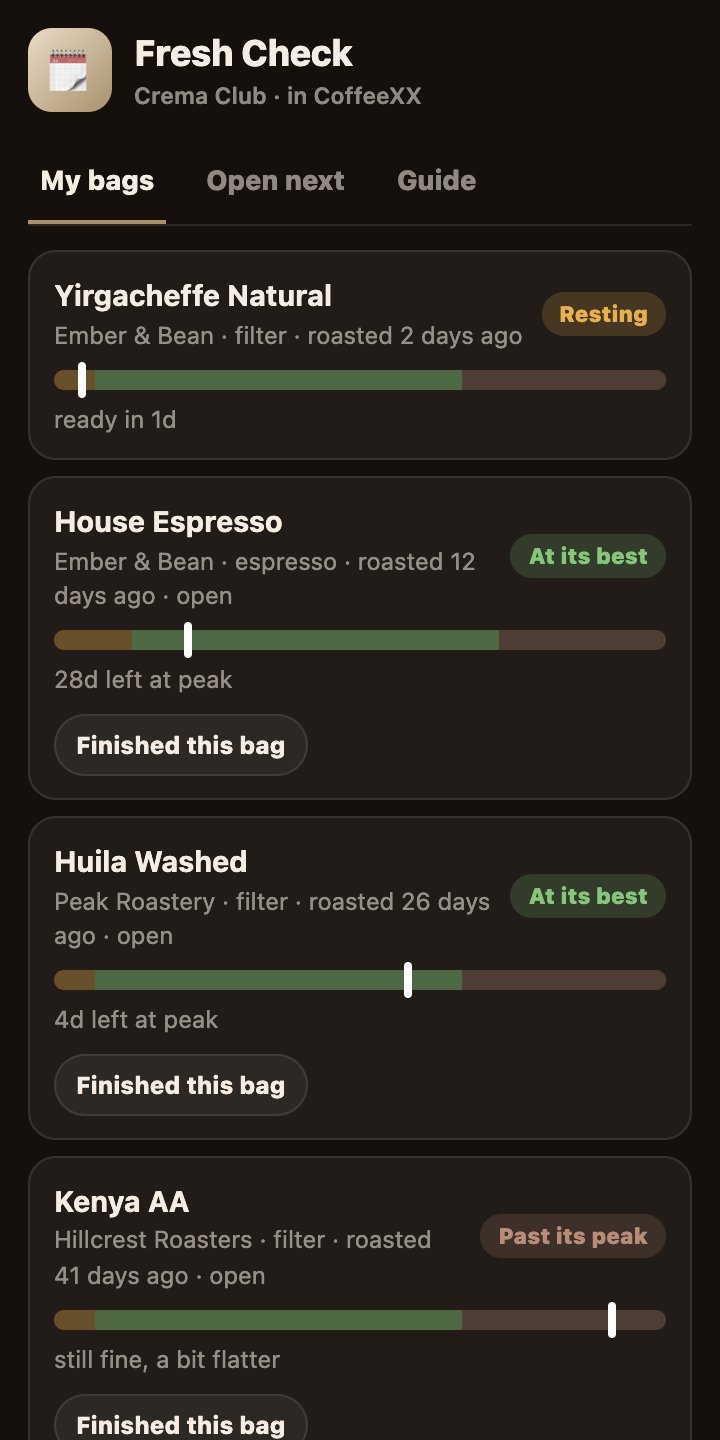 Fresh Check
Crema Club · in CoffeeXX
My bags
Open next
Guide
Yirgacheffe Natural
Ember & Bean · filter · roasted 2 days ago
Resting
ready in 1d
House Espresso
Ember & Bean · espresso · roasted 12
days ago · open
At its best
28d left at peak
Finished this bag
Huila Washed
Peak Roastery · filter · roasted 26 days
ago · open
At its best
4d left at peak
Finished this bag
Kenya AA
Hillcrest Roasters · filter · roasted
41 days ago · open
Past its peak
still fine, a bit flatter
Finished this bag